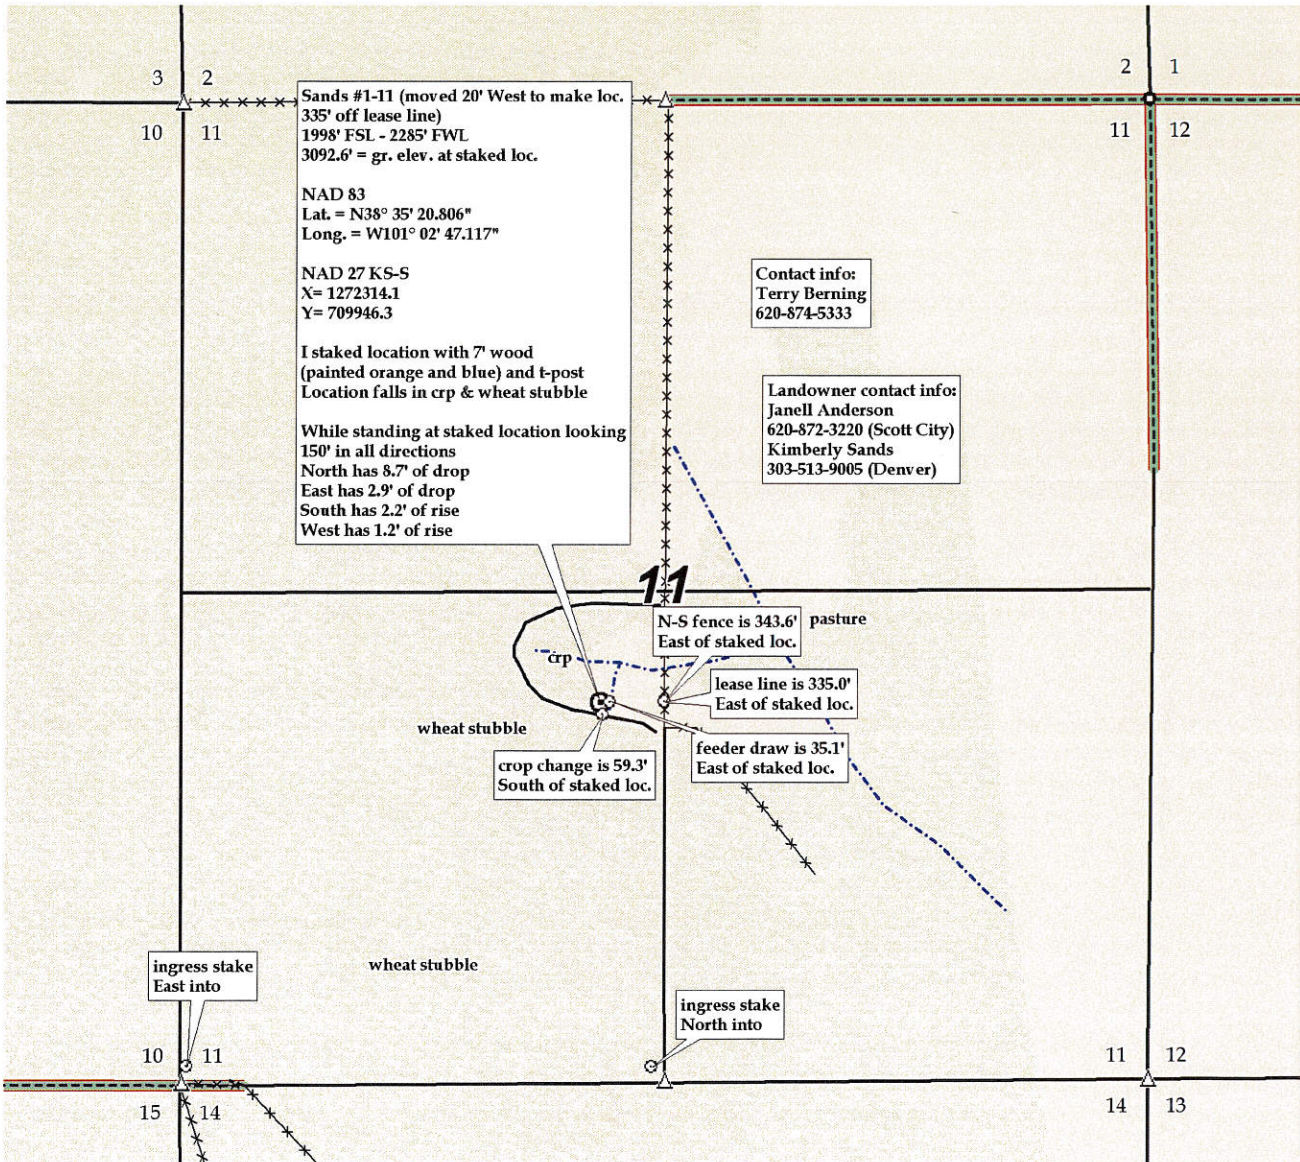 3 2
2 1
10 11
11 12
Sands #1-11 (moved 20' West to make loc.
335' off lease line)
1998' FSL - 2285' FWL
3092.6' = gr. elev. at staked loc.
NAD 83
Lat. = N38° 35' 20.806"
Long. = W101° 02' 47.117"
NAD 27 KS-S
X= 1272314.1
Y= 709946.3
I staked location with 7' wood
(painted orange and blue) and t-post
Location falls in crp & wheat stubble
While standing at staked location looking
150' in all directions
North has 8.7' of drop
East has 2.9' of drop
South has 2.2' of rise
West has 1.2' of rise
Contact info:
Terry Berning
620-874-5333
Landowner contact info:
Janell Anderson
620-872-3220 (Scott City)
Kimberly Sands
303-513-9005 (Denver)
11
N-S fence is 343.6'
East of staked loc.
pasture
crp
lease line is 335.0'
East of staked loc.
wheat stubble
feeder draw is 35.1'
East of staked loc.
crop change is 59.3'
South of staked loc.
wheat stubble
ingress stake
East into
ingress stake
North into
10 11
11 12
15 14
14 13